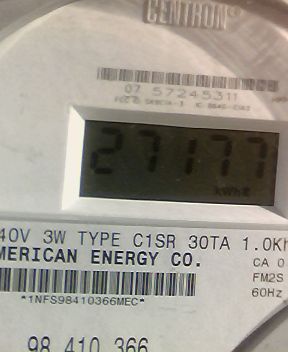 CENTRON®
07 57245311
27177
kWh
40V 3W TYPE C1SR 30TA 1.0Kh
MERICAN ENERGY CO.
CA 0
FM2S
60Hz
*1NFS98410366MEC*
98 410 366